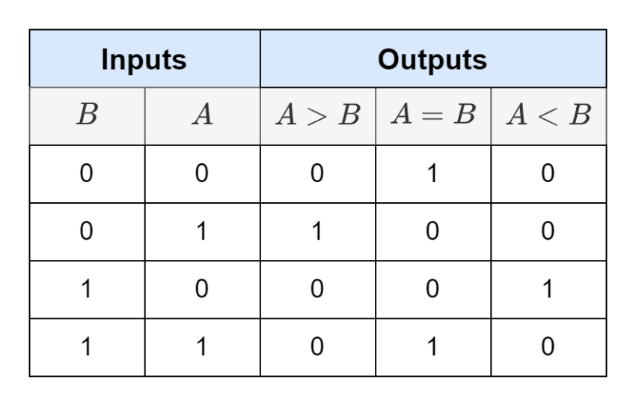 Inputs Outputs
B A A > B A = B A < B
0 0 0 1 0
0 1 1 0 0
1 0 0 0 1
1 1 0 1 0